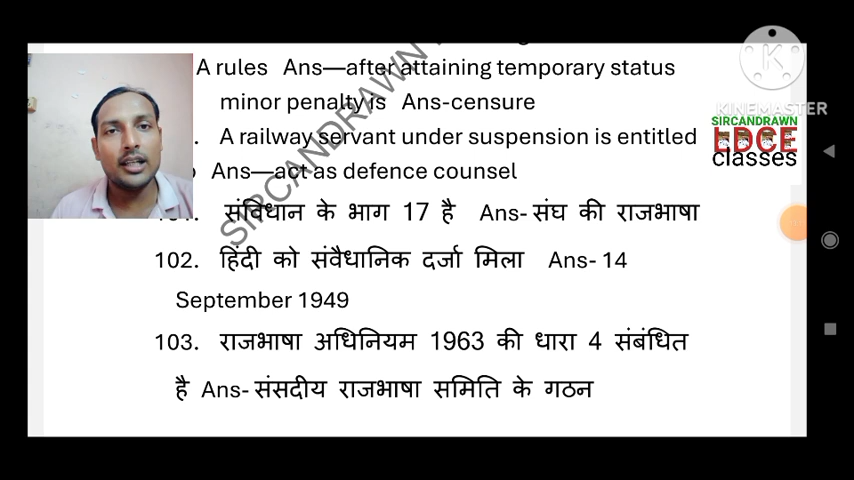 A rules Ans—after attaining temporary status
minor penalty is Ans-censure
. A railway servant under suspension is entitled
Ans—act as defence counsel
संविधान के भाग 17 है Ans- संघ की राजभाषा
102. हिंदी को संवैधानिक दर्जा मिला Ans- 14
September 1949
103. राजभाषा अधिनियम 1963 की धारा 4 संबंधित
है Ans- संसदीय राजभाषा समिति के गठन
SIRCANDRAWN
K
KINEMASTER
SIRCANDRAWN
LDCE
classes